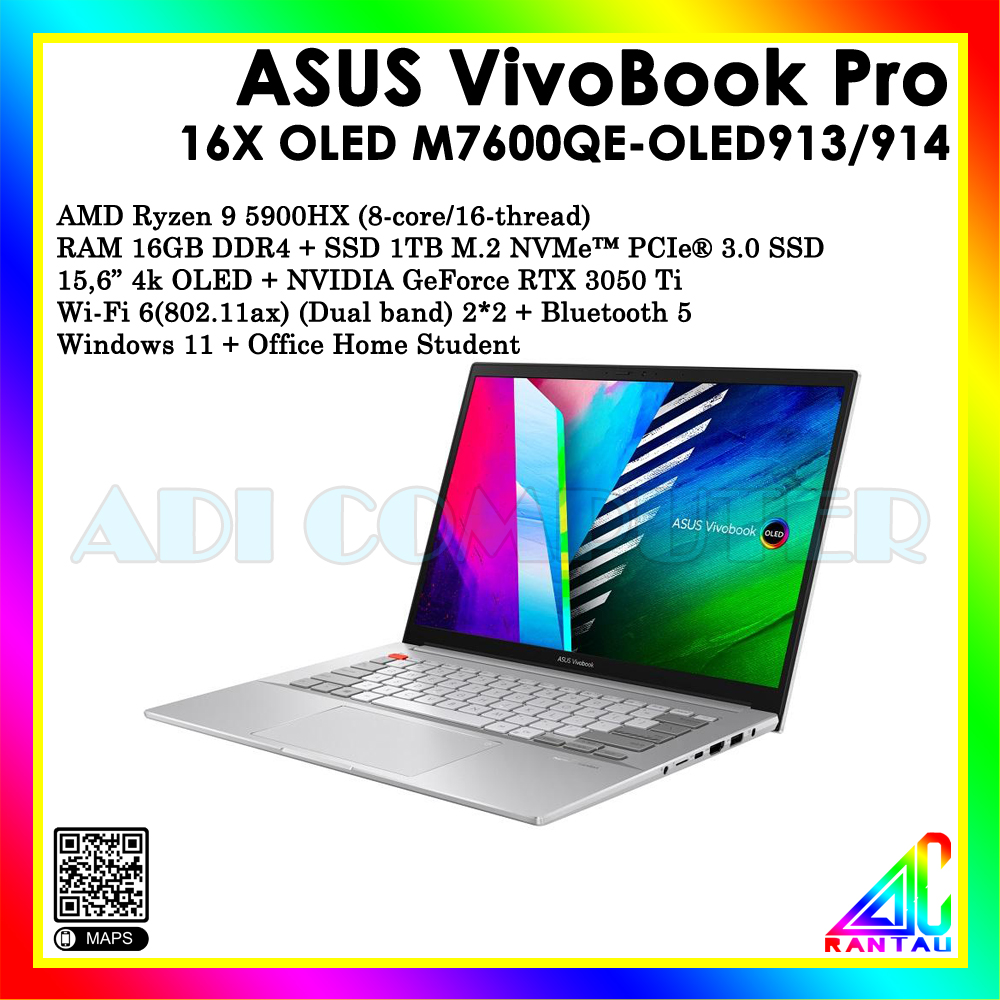 ASUS VivoBook Pro
16X OLED M7600QE-OLED913/914
AMD Ryzen 9 5900HX (8-core/16-thread)
RAM 16GB DDR4 + SSD 1TB M.2 NVMe™ PCIe® 3.0 SSD
15,6” 4k OLED + NVIDIA GeForce RTX 3050 Ti
Wi-Fi 6(802.11ax) (Dual band) 2*2 + Bluetooth 5
Windows 11 + Office Home Student
ADI COMPUTER
ASUS Vivobook OLED
ASUS Vivobook
MAPS
AC
RANTAU